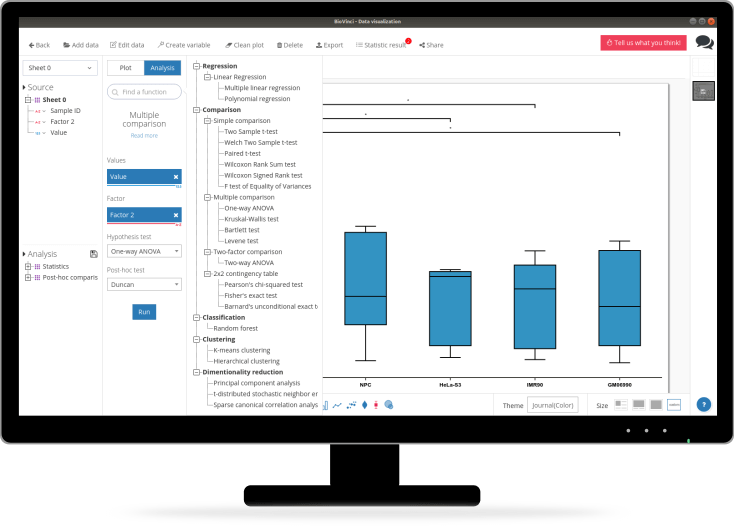 BioVinci - Data visualization
Back
Add data
Edit data
Create variable
Clean plot
Delete
Export
Statistic result
Share
Tell us what you think!
Sheet 0
Source
Sheet 0
Sample ID
Factor 2
Value
Analysis
Statistics
Post-hoc comparis
Plot
Analysis
Find a function
Multiple
comparison
Read more
Values
Value
Factor
Factor 2
Hypothesis test
One-way ANOVA
Post-hoc test
Duncan
Run
Regression
Linear Regression
Multiple linear regression
Polynomial regression
Comparison
Simple comparison
Two Sample t-test
Welch Two Sample t-test
Paired t-test
Wilcoxon Rank Sum test
Wilcoxon Signed Rank test
F test of Equality of Variances
Multiple comparison
One-way ANOVA
Kruskal-Wallis test
Bartlett test
Levene test
Two-factor comparison
Two-way ANOVA
2x2 contingency table
Pearson's chi-squared test
Fisher's exact test
Barnard's unconditional exact t
Classification
Random forest
Clustering
K-means clustering
Hierarchical clustering
Dimentionality reduction
Principal component analysis
t-distributed stochastic neighbor er
Sparse canonical correlation analys
NPC
HeLa-S3
IMR90
GM06990
Theme
Journal(Color)
Size
?